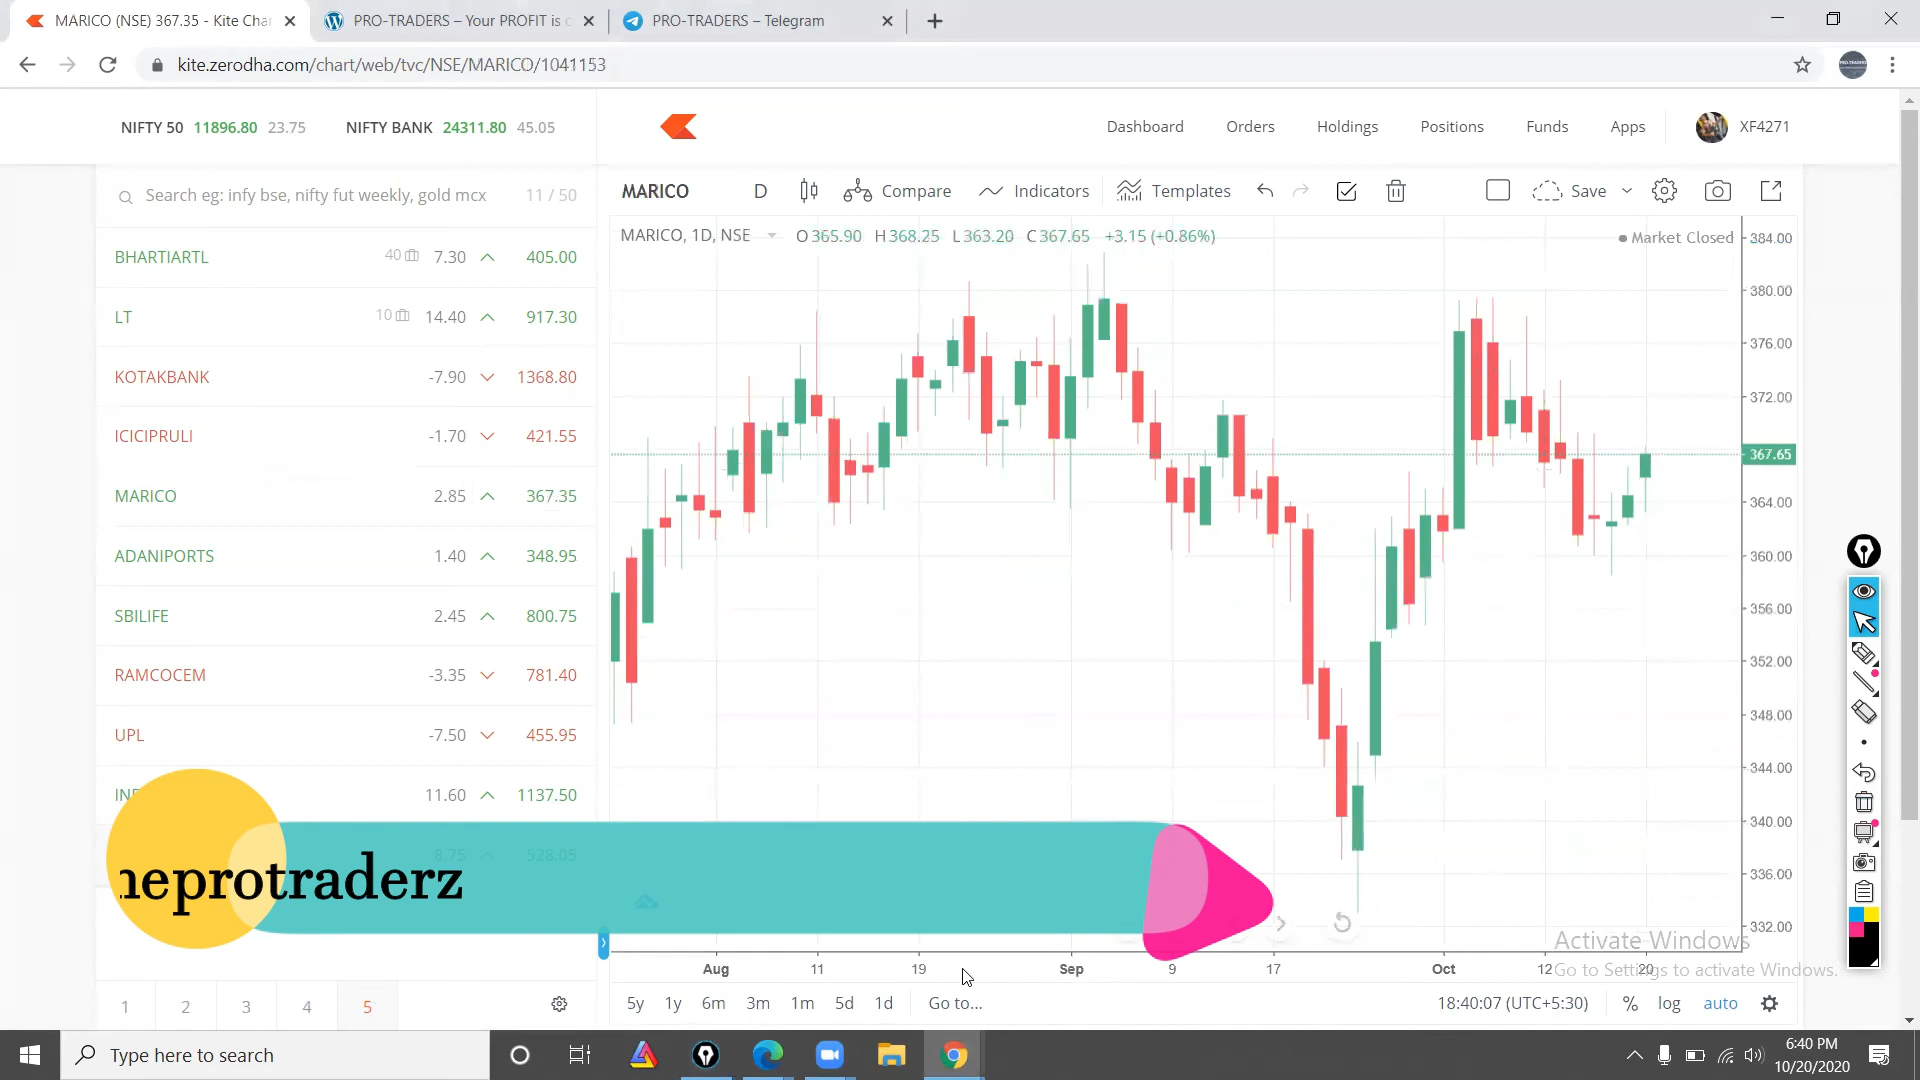 MARICO (NSE) 367.35 - Kite Char
PRO-TRADERS – Your PROFIT is o
PRO-TRADERS – Telegram
kite.zerodha.com/chart/web/tvc/NSE/MARICO/1041153
NIFTY 50 11896.80 23.75
NIFTY BANK 24311.80 45.05
Dashboard Orders Holdings Positions Funds Apps XF4271
Search eg: infy bse, nifty fut weekly, gold mcx 11 / 50
BHARTIARTL 40 7.30 405.00
LT 10 14.40 917.30
KOTAKBANK -7.90 1368.80
ICICIPRULI -1.70 421.55
MARICO 2.85 367.35
ADANIPORTS 1.40 348.95
SBILIFE 2.45 800.75
RAMCOCEM -3.35 781.40
UPL -7.50 455.95
11.60 1137.50
8.75 528.05
heprotraderz
1 2 3 4 5
MARICO D Compare Indicators Templates Save
MARICO, 1D, NSE O365.90 H368.25 L363.20 C367.65 +3.15 (+0.86%)
Market Closed
384.00
380.00
376.00
372.00
367.65
364.00
360.00
356.00
352.00
348.00
344.00
340.00
336.00
332.00
Aug 11 19 Sep 9 17 Oct 12 20
Activate Windows
Go to Settings to activate Windows.
5y 1y 6m 3m 1m 5d 1d Go to...
18:40:07 (UTC+5:30) % log auto
Type here to search
6:40 PM
10/20/2020